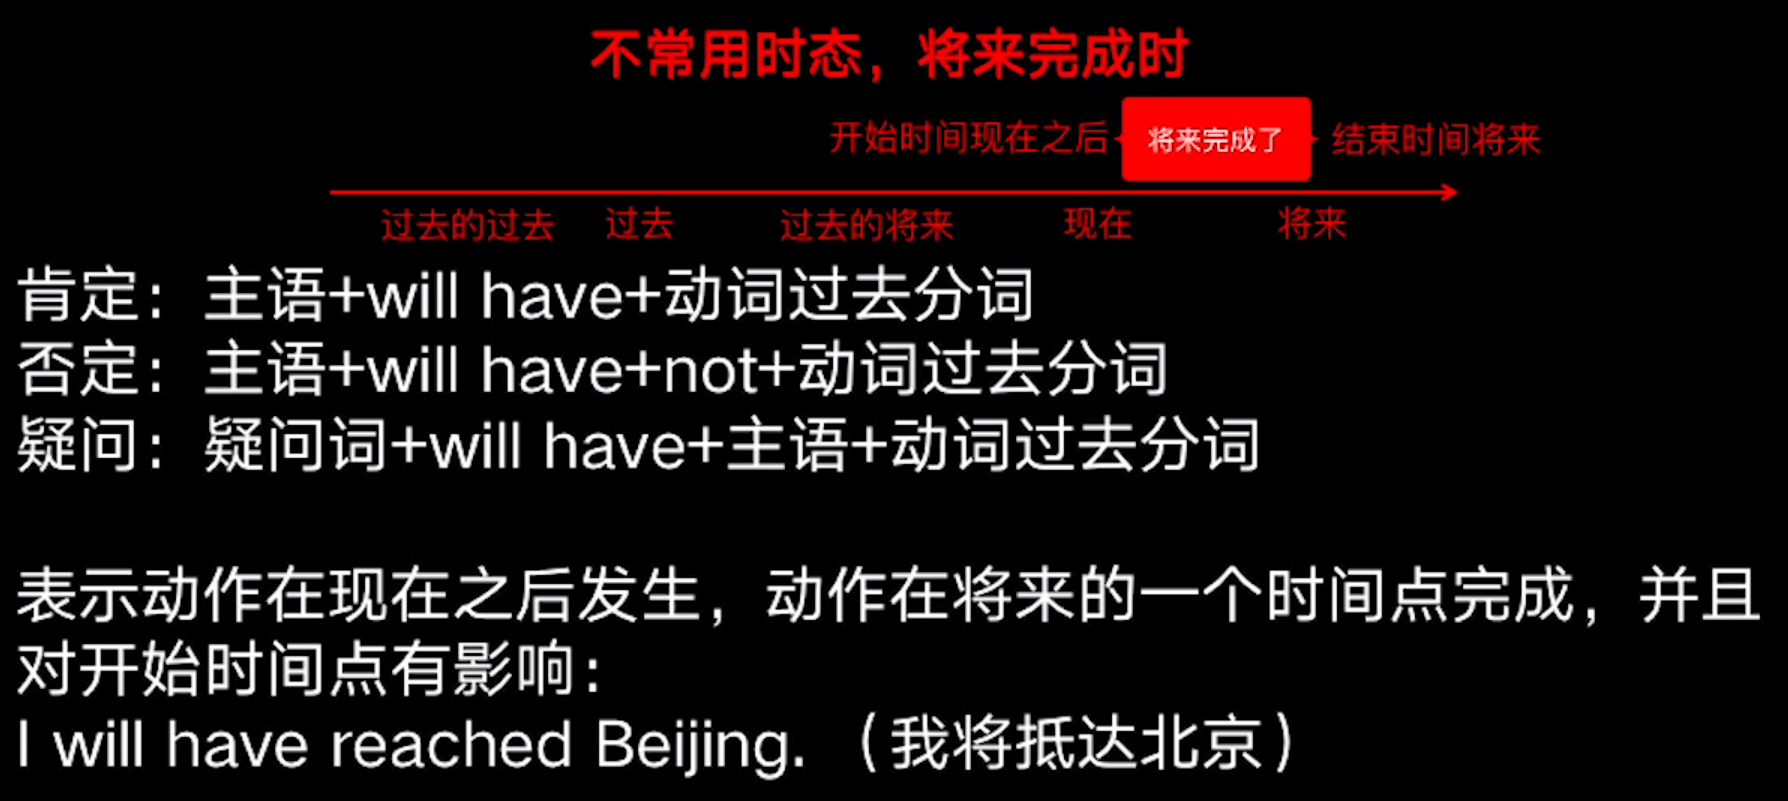 不常用时态，将来完成时
开始时间现在之后
将来完成了
结束时间将来
过去的过去
过去
过去的将来
现在
将来
肯定：主语+will have+动词过去分词
否定：主语+will have+not+动词过去分词
疑问：疑问词+will have+主语+动词过去分词
表示动作在现在之后发生，动作在将来的一个时间点完成，并且
对开始时间点有影响：
I will have reached Beijing. （我将抵达北京）